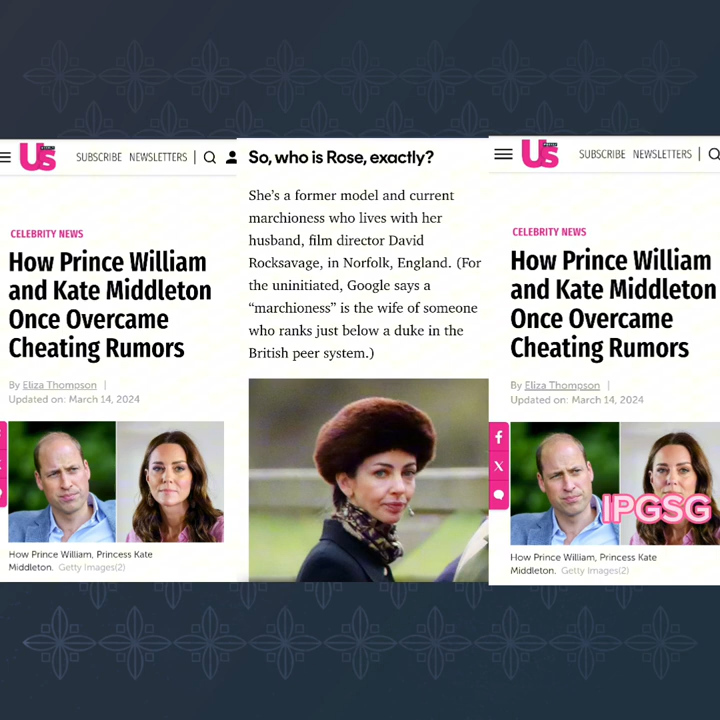 Us
WEEKLY
SUBSCRIBE NEWSLETTERS |
CELEBRITY NEWS
How Prince William
and Kate Middleton
Once Overcame
Cheating Rumors
By Eliza Thompson |
Updated on: March 14, 2024
How Prince William, Princess Kate
Middleton. Getty Images(2)
So, who is Rose, exactly?
She's a former model and current
marchioness who lives with her
husband, film director David
Rocksavage, in Norfolk, England. (For
the uninitiated, Google says a
“marchioness” is the wife of someone
who ranks just below a duke in the
British peer system.)
Us
WEEKLY
SUBSCRIBE NEWSLETTERS |
CELEBRITY NEWS
How Prince William
and Kate Middleton
Once Overcame
Cheating Rumors
By Eliza Thompson |
Updated on: March 14, 2024
f
X
IPGSG
How Prince William, Princess Kate
Middleton. Getty Images(2)